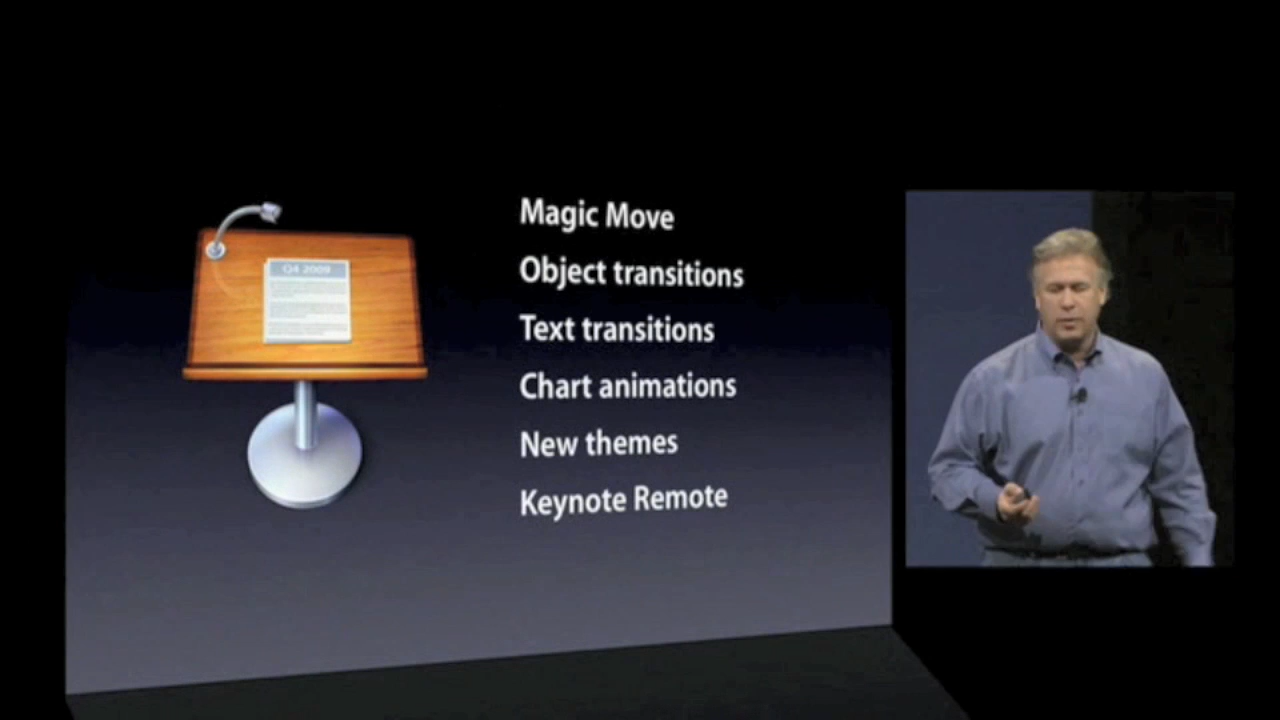 Q4 2009
Magic Move
Object transitions
Text transitions
Chart animations
New themes
Keynote Remote